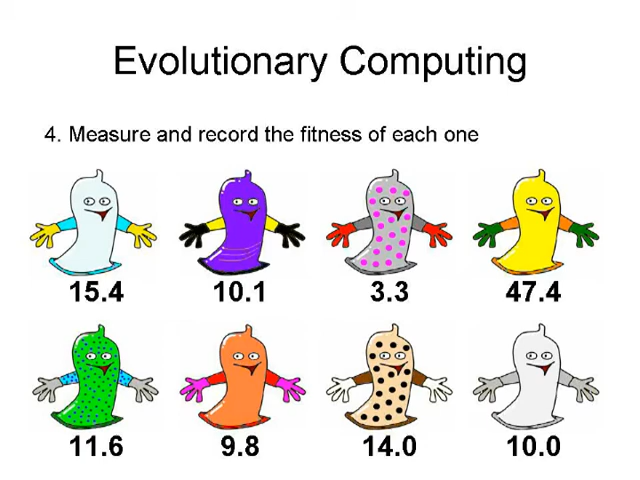 Evolutionary Computing
4. Measure and record the fitness of each one
15.4 10.1 3.3 47.4
11.6 9.8 14.0 10.0